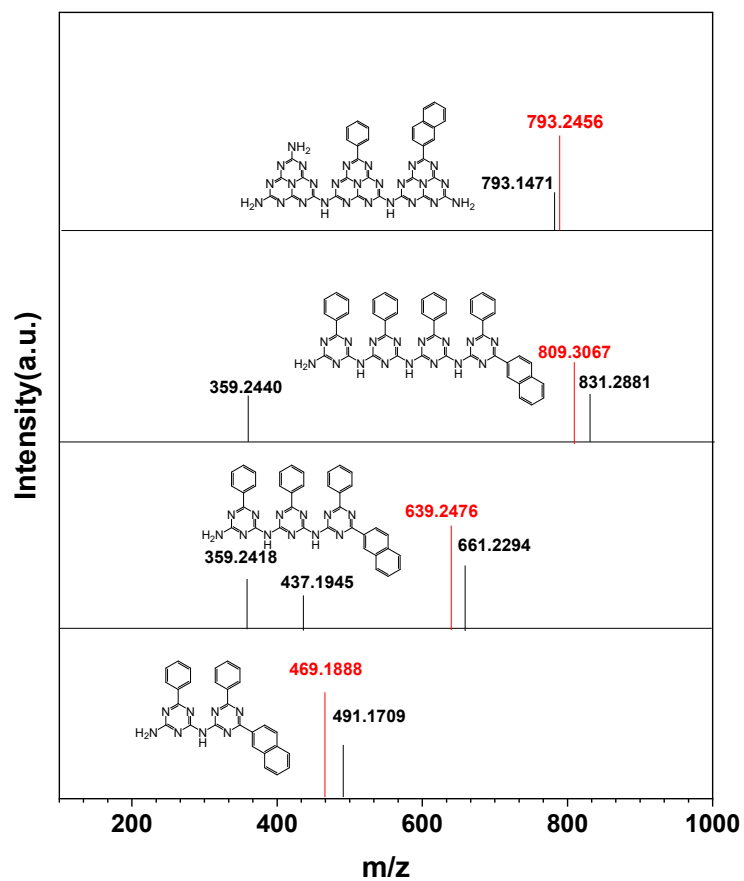 793.2456
793.1471
NH₂
N N N N N N
N N N N N N
N N N N N N
H₂N N N N N N N N N NH₂
H H
809.3067
831.2881
359.2440
N N N N N N N N
H₂N N N N N N N N
H H H
639.2476
661.2294
359.2418
437.1945
N N N N N N
H₂N N N N N N
H H
469.1888
491.1709
N N N N
H₂N N N N
H
200 400 600 800 1000
m/z
Intensity(a.u.)